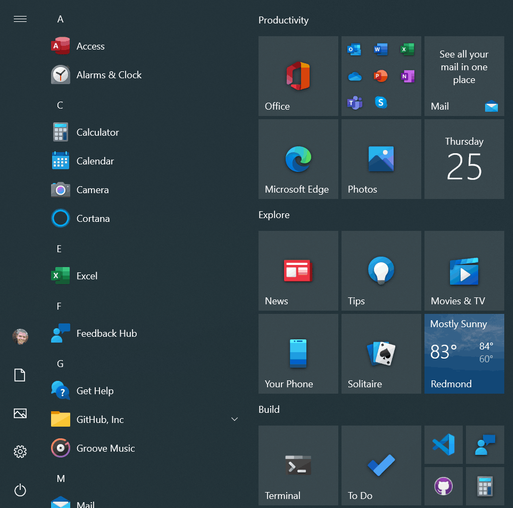 A
Access
Alarms & Clock
C
Calculator
Calendar
Camera
Cortana
E
Excel
F
Feedback Hub
G
Get Help
GitHub, Inc
Groove Music
M
Mail
Productivity
Office
See all your
mail in one
place
Mail
Microsoft Edge
Photos
Thursday
25
Explore
News
Tips
Movies & TV
Your Phone
Solitaire
Mostly Sunny
83°
84°
60°
Redmond
Build
Terminal
To Do